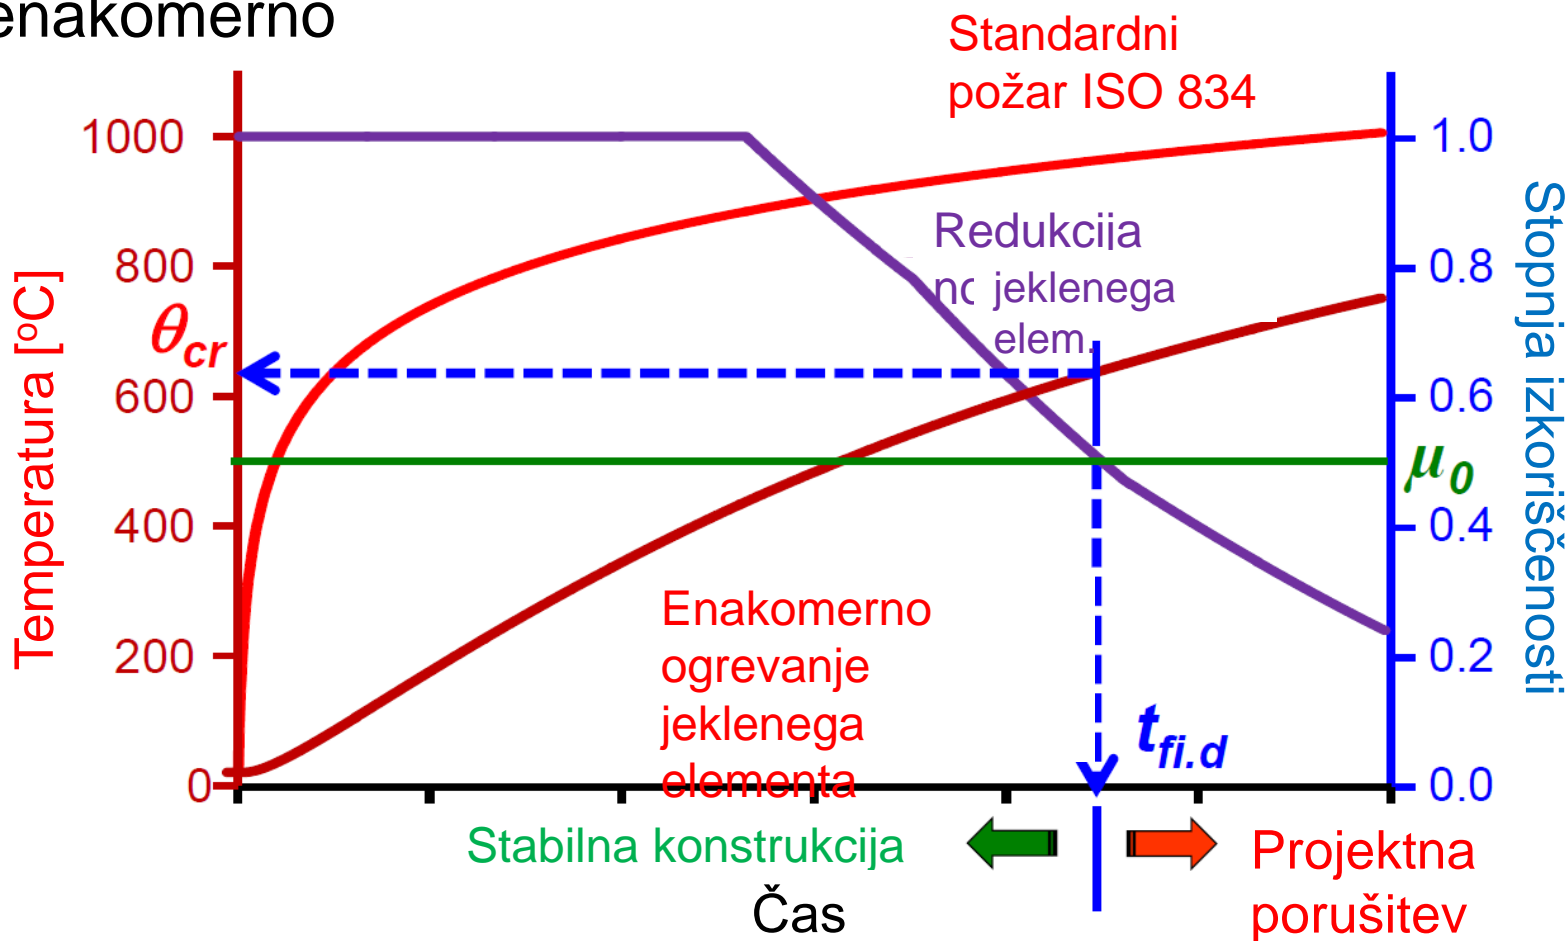 enakomerno
Standardni
požar ISO 834
1000
800
600
400
200
0
Temperatura [ºC]
θcr
Redukcija
jeklenega
elem.
1.0
0.8
0.6
0.4
0.2
0.0
μ0
Stopnja izkoriščenosti
Enakomerno
ogrevanje
jeklenega
elementa
tfi.d
Stabilna konstrukcija
Projektna
porušitev
Čas